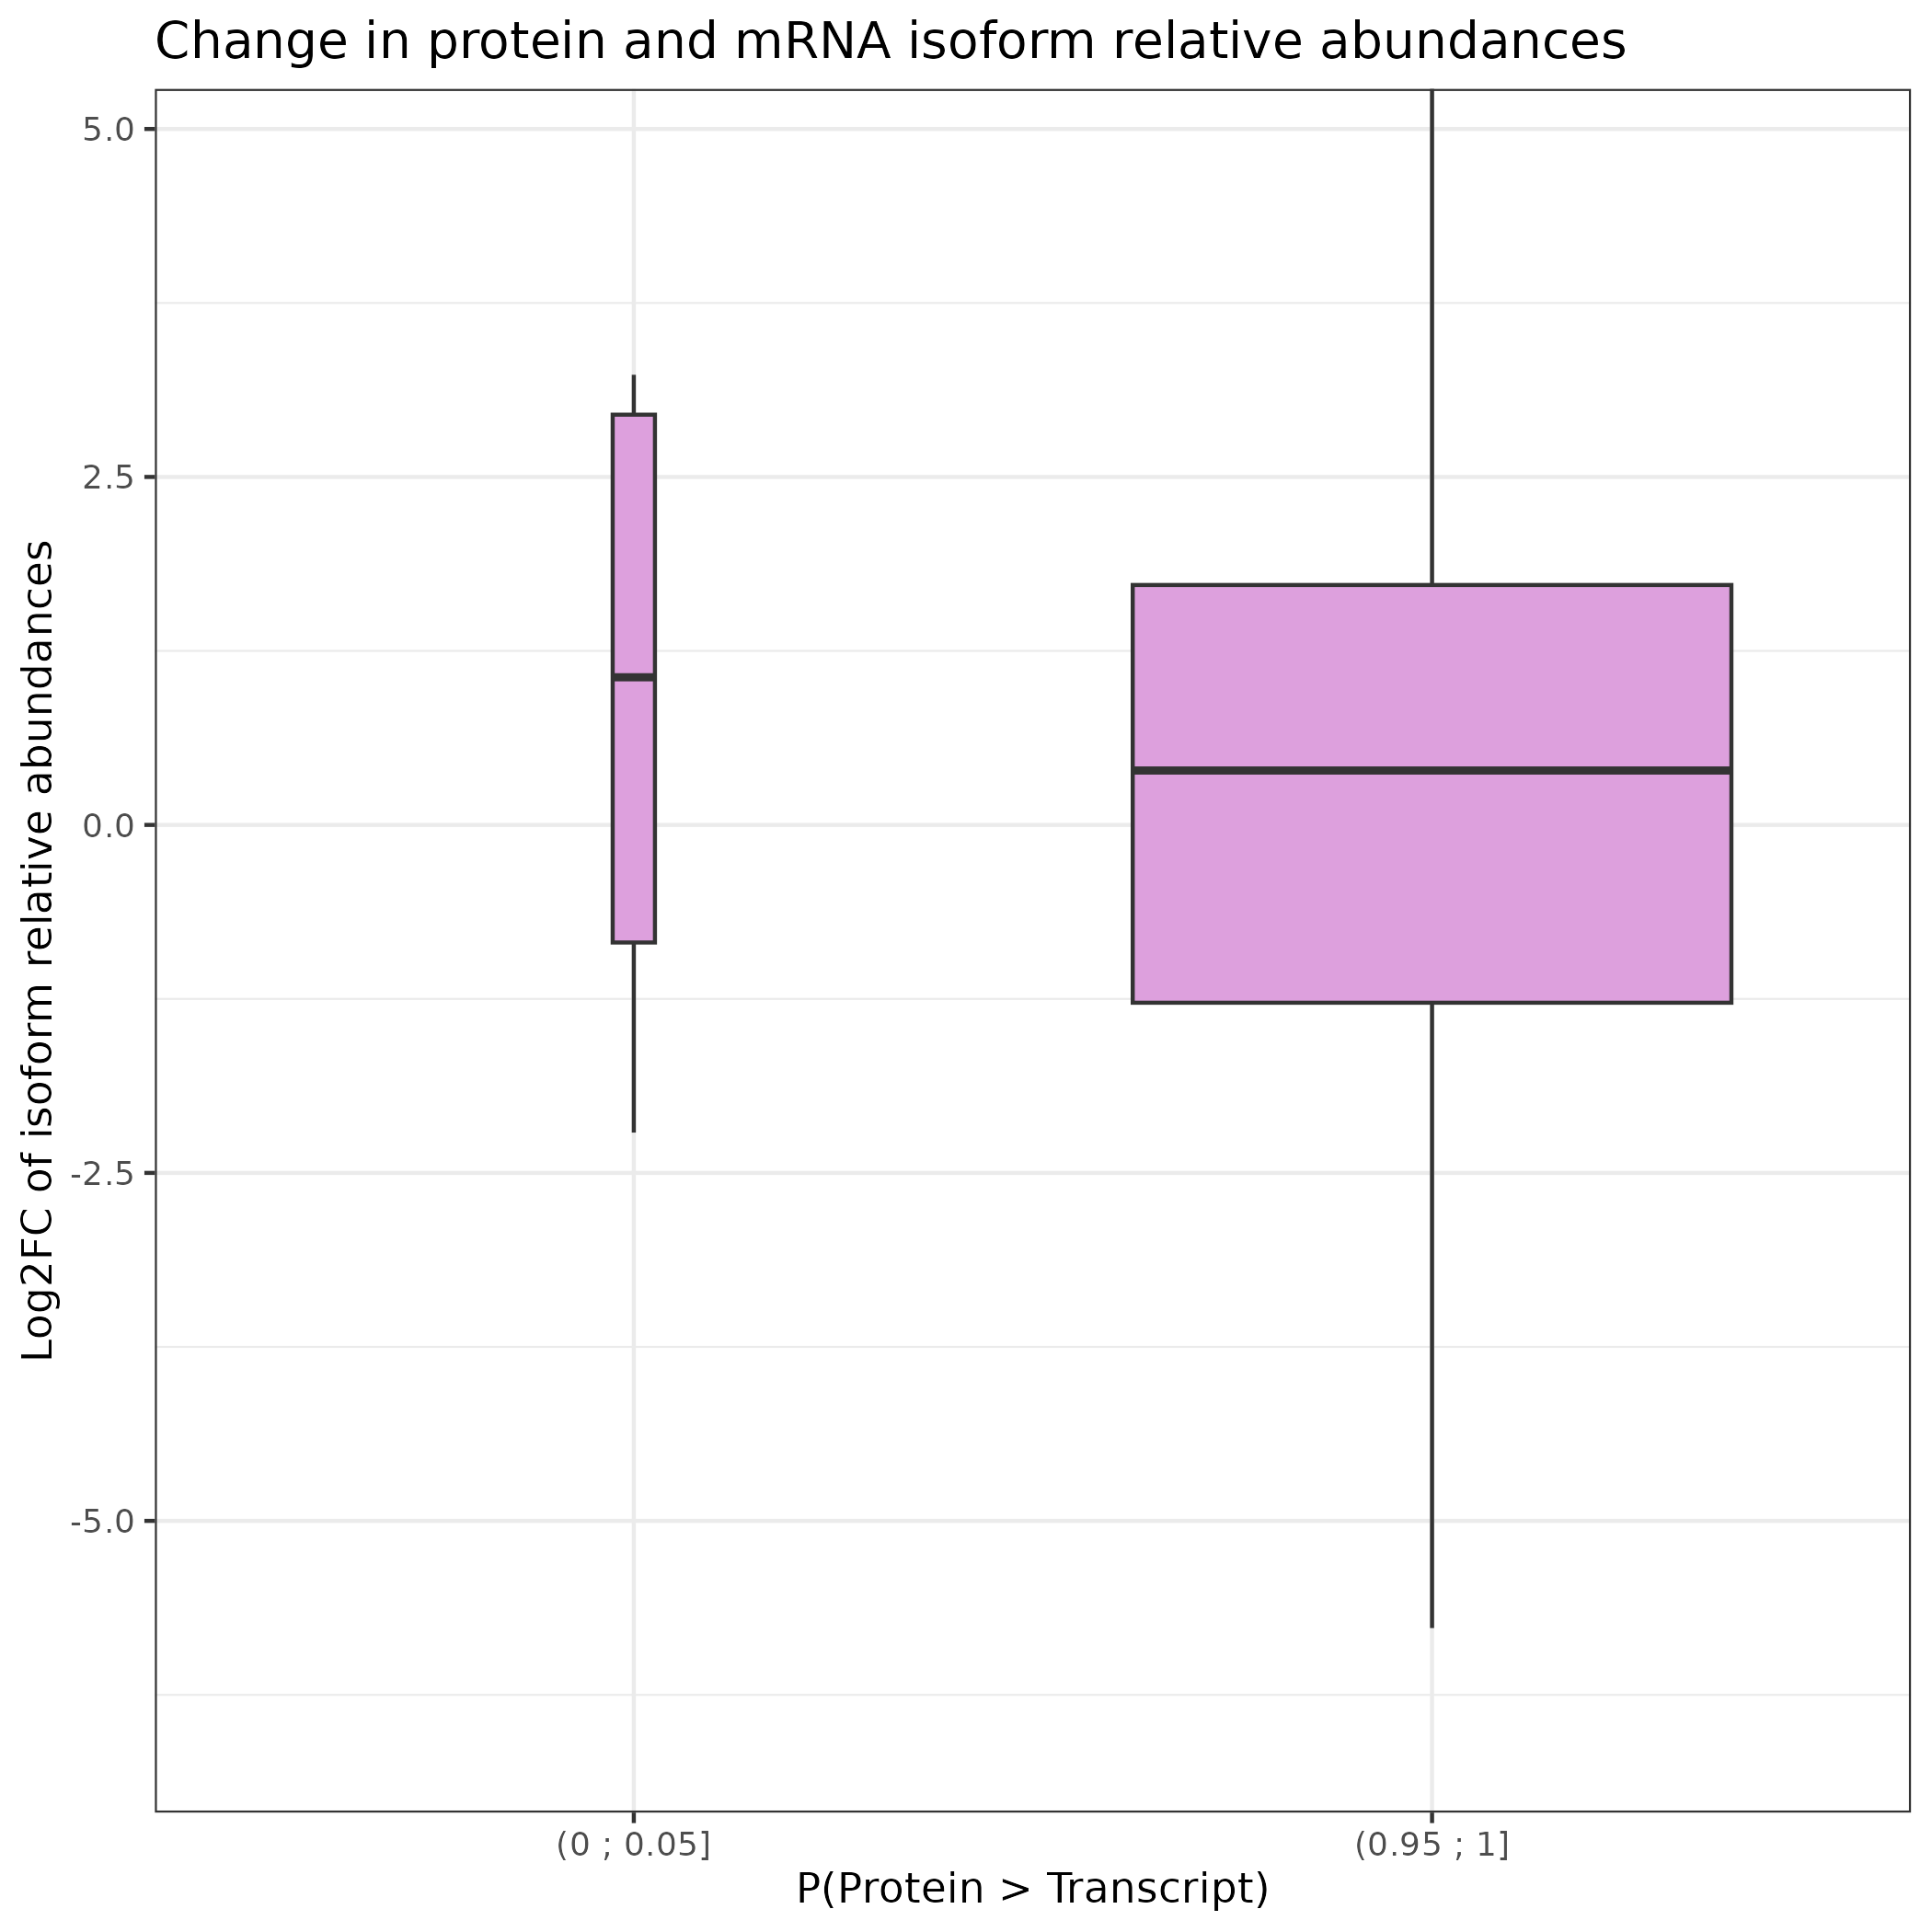 Change in protein and mRNA isoform relative abundances
Log2FC of isoform relative abundances
5.0
2.5
0.0
-2.5
-5.0
(0 ; 0.05]
(0.95 ; 1]
P(Protein > Transcript)